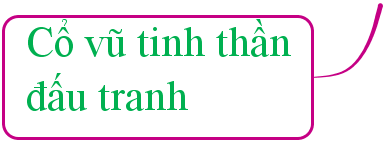 Cổ vũ tinh thần
đấu tranh